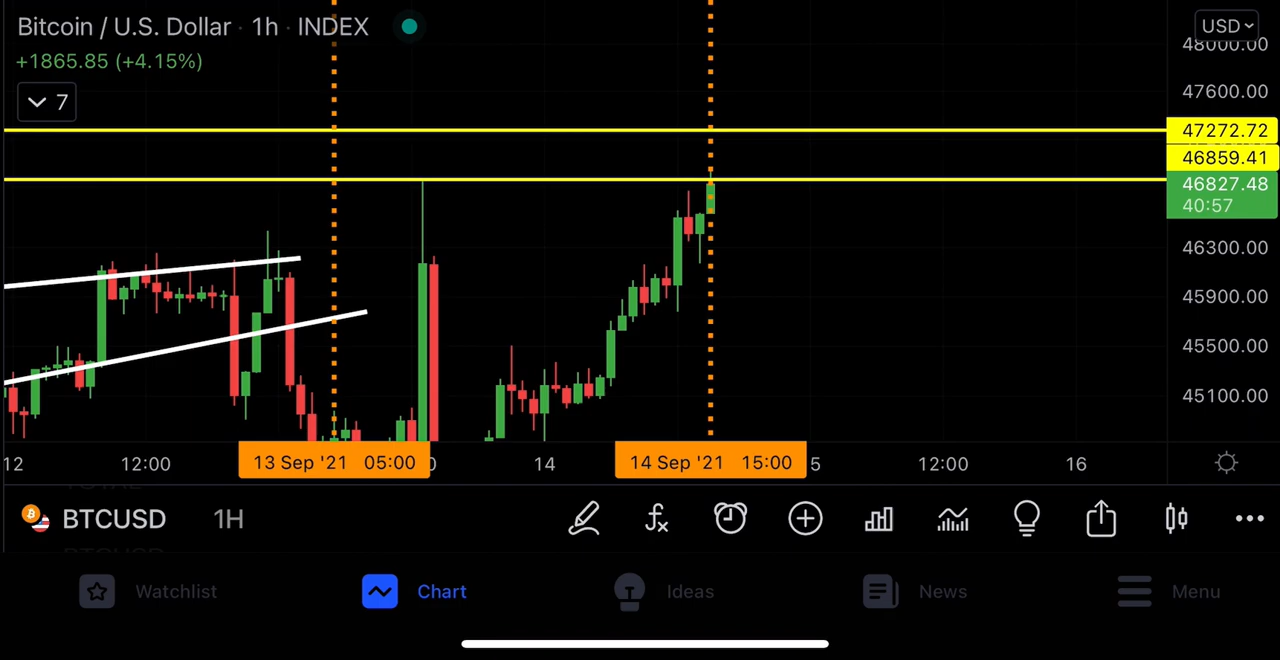 Bitcoin / U.S. Dollar · 1h · INDEX
USD
48000.00
+1865.85 (+4.15%)
7
47600.00
47272.72
46859.41
46827.48
40:57
46300.00
45900.00
45500.00
45100.00
12
12:00
13 Sep '21 05:00
0
14
14 Sep '21 15:00
5
12:00
16
BTCUSD
1H
Watchlist
Chart
Ideas
News
Menu